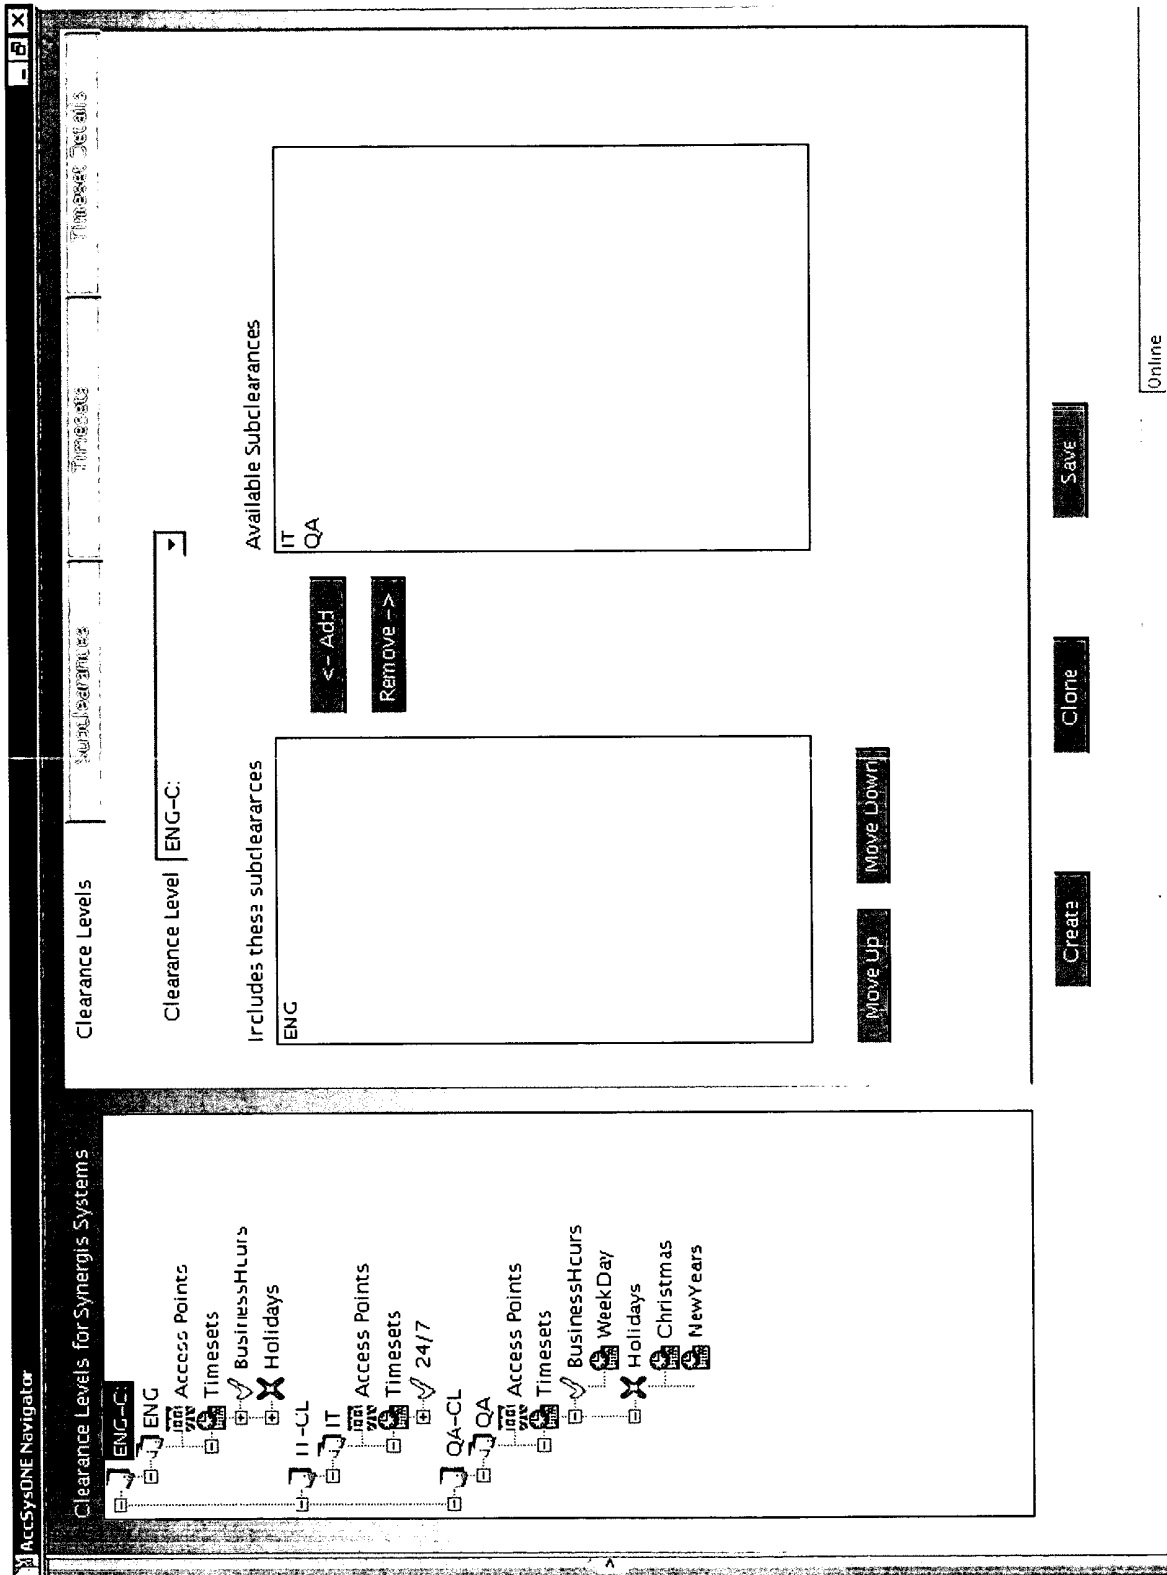 AccSysONE Navigator
Clearance Levels for Synergis Systems
ENG-C:
ENG
Access Points
Timesets
BusinessHours
Holidays
IT-CL
IT
Access Points
Timesets
24/7
QA-CL
QA
Access Points
Timesets
BusinessHours
WeekDay
Holidays
Christmas
NewYears
Clearance Levels
Subclearances
Timesets
Timeset Details
Clearance Level ENG-C:
Includes these subclearances
ENG
<- Add
Remove ->
Available Subclearances
IT
QA
Move Up
Move Down
Create
Clone
Save
Online